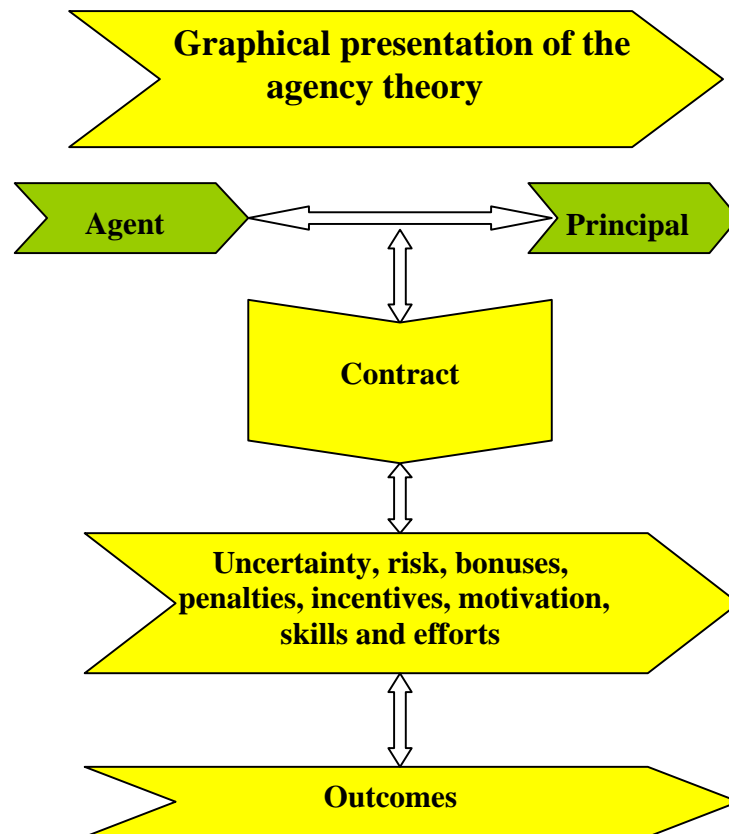 Graphical presentation of the
agency theory
Agent
Principal
Contract
Uncertainty, risk, bonuses,
penalties, incentives, motivation,
skills and efforts
Outcomes